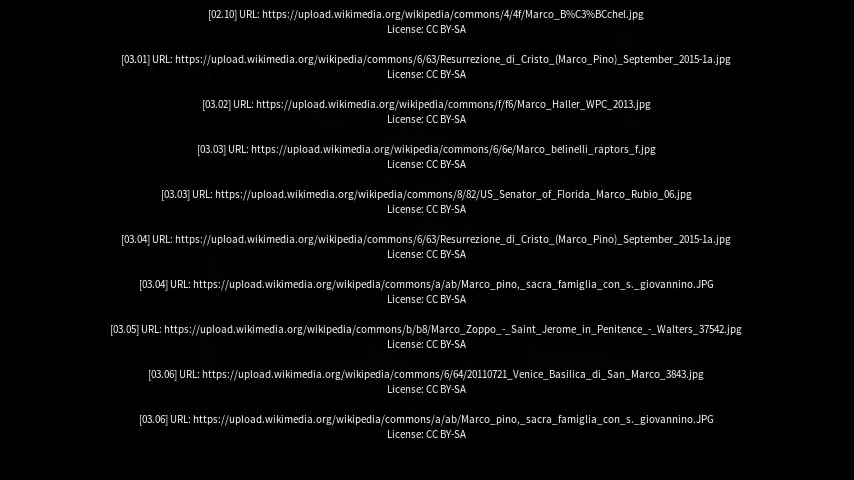 [02.10] URL: https://upload.wikimedia.org/wikipedia/commons/4/4f/Marco_B%C3%BCchel.jpg
License: CC BY-SA
[03.01] URL: https://upload.wikimedia.org/wikipedia/commons/6/63/Resurrezione_di_Cristo_(Marco_Pino)_September_2015-1a.jpg
License: CC BY-SA
[03.02] URL: https://upload.wikimedia.org/wikipedia/commons/f/f6/Marco_Haller_WPC_2013.jpg
License: CC BY-SA
[03.03] URL: https://upload.wikimedia.org/wikipedia/commons/6/6e/Marco_belinelli_raptors_f.jpg
License: CC BY-SA
[03.03] URL: https://upload.wikimedia.org/wikipedia/commons/8/82/US_Senator_of_Florida_Marco_Rubio_06.jpg
License: CC BY-SA
[03.04] URL: https://upload.wikimedia.org/wikipedia/commons/6/63/Resurrezione_di_Cristo_(Marco_Pino)_September_2015-1a.jpg
License: CC BY-SA
[03.04] URL: https://upload.wikimedia.org/wikipedia/commons/a/ab/Marco_pino,_sacra_famiglia_con_s._giovannino.JPG
License: CC BY-SA
[03.05] URL: https://upload.wikimedia.org/wikipedia/commons/b/b8/Marco_Zoppo_-_Saint_Jerome_in_Penitence_-_Walters_37542.jpg
License: CC BY-SA
[03.06] URL: https://upload.wikimedia.org/wikipedia/commons/6/64/20110721_Venice_Basilica_di_San_Marco_3843.jpg
License: CC BY-SA
[03.06] URL: https://upload.wikimedia.org/wikipedia/commons/a/ab/Marco_pino,_sacra_famiglia_con_s._giovannino.JPG
License: CC BY-SA